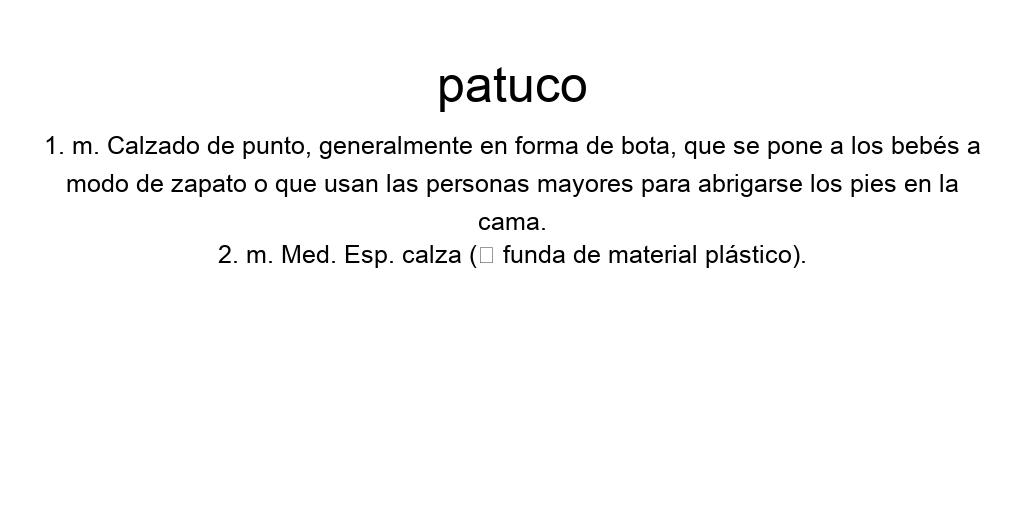 patuco
1. m. Calzado de punto, generalmente en forma de bota, que se pone a los bebés a
modo de zapato o que usan las personas mayores para abrigarse los pies en la
cama.
2. m. Med. Esp. calza (□ funda de material plástico).